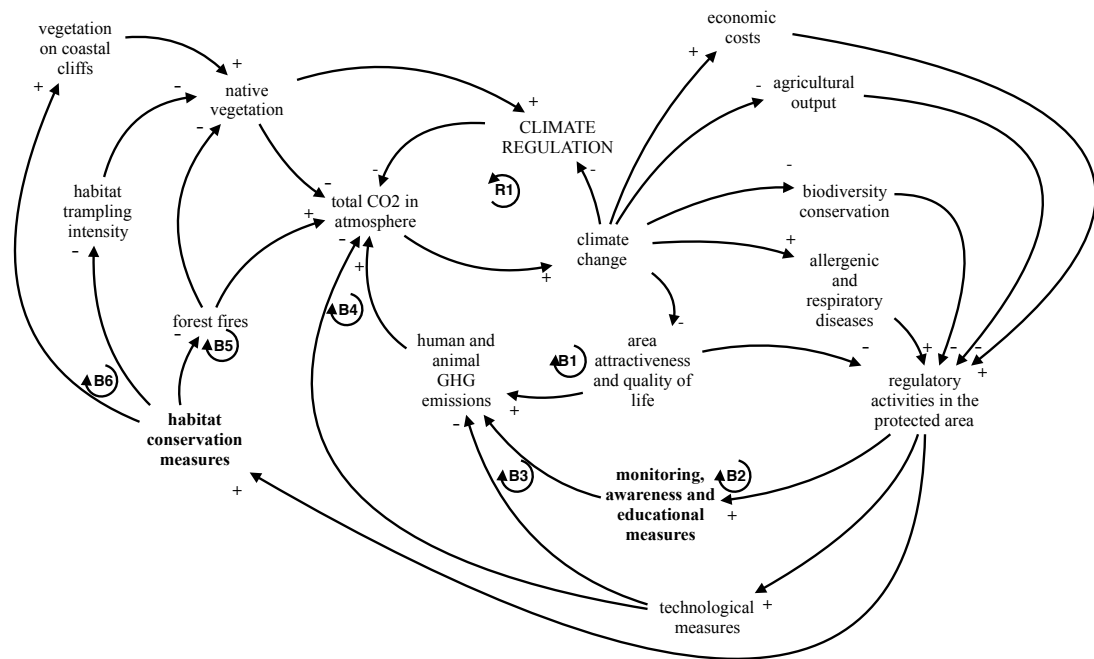 vegetation
on coastal
cliffs
+
+
-
native
vegetation
-
economic
costs
+
agricultural
output
-
+
CLIMATE
REGULATION
-
-
R1
-
habitat
trampling
intensity
-
total CO2 in
atmosphere
+
-
+
climate
change
+
-
biodiversity
conservation
+
allergenic
and
respiratory
diseases
forest fires
-
B5
B4
human and
animal
GHG
emissions
+
-
B1
area
attractiveness
and quality of
life
-
-
+
-
-
-
+
regulatory
activities in the
protected area
B6
habitat
conservation
measures
+
B3
monitoring,
awareness and
educational
measures
B2
+
technological
measures
+